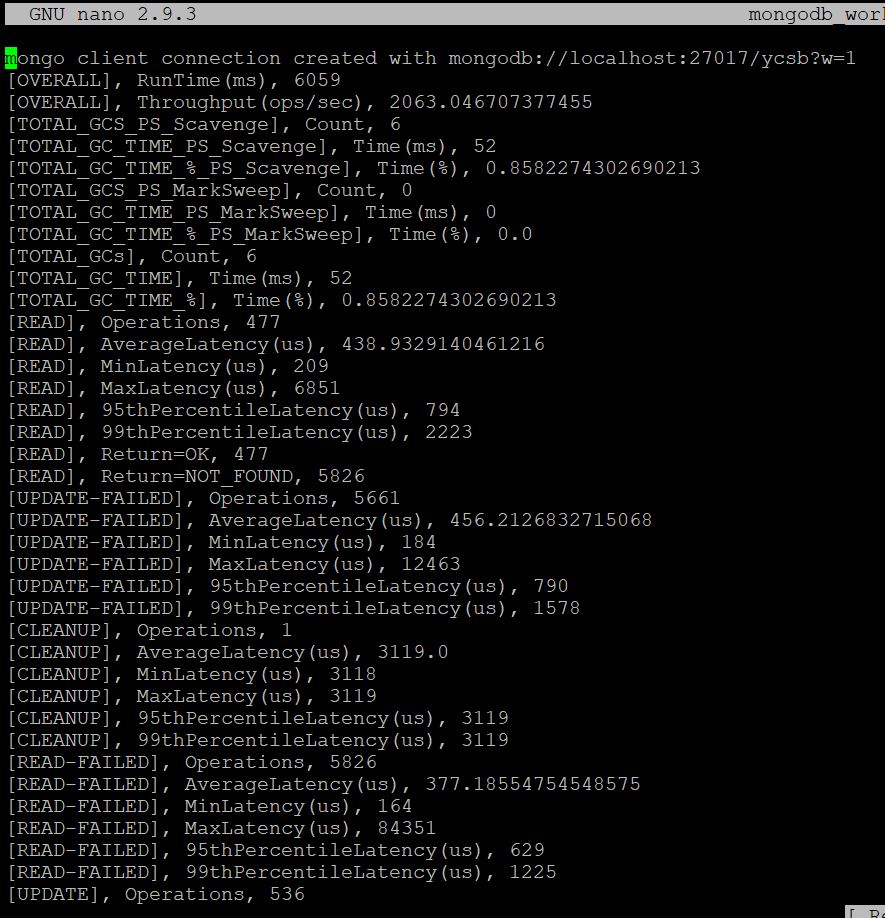 GNU nano 2.9.3 mongodb_wor
mongo client connection created with mongodb://localhost:27017/ycsb?w=1
[OVERALL], RunTime(ms), 6059
[OVERALL], Throughput(ops/sec), 2063.046707377455
[TOTAL_GCS_PS_Scavenge], Count, 6
[TOTAL_GC_TIME_PS_Scavenge], Time(ms), 52
[TOTAL_GC_TIME_%_PS_Scavenge], Time(%), 0.8582274302690213
[TOTAL_GCS_PS_MarkSweep], Count, 0
[TOTAL_GC_TIME_PS_MarkSweep], Time(ms), 0
[TOTAL_GC_TIME_%_PS_MarkSweep], Time(%), 0.0
[TOTAL_GCs], Count, 6
[TOTAL_GC_TIME], Time(ms), 52
[TOTAL_GC_TIME_%], Time(%), 0.8582274302690213
[READ], Operations, 477
[READ], AverageLatency(us), 438.9329140461216
[READ], MinLatency(us), 209
[READ], MaxLatency(us), 6851
[READ], 95thPercentileLatency(us), 794
[READ], 99thPercentileLatency(us), 2223
[READ], Return=OK, 477
[READ], Return=NOT_FOUND, 5826
[UPDATE-FAILED], Operations, 5661
[UPDATE-FAILED], AverageLatency(us), 456.2126832715068
[UPDATE-FAILED], MinLatency(us), 184
[UPDATE-FAILED], MaxLatency(us), 12463
[UPDATE-FAILED], 95thPercentileLatency(us), 790
[UPDATE-FAILED], 99thPercentileLatency(us), 1578
[CLEANUP], Operations, 1
[CLEANUP], AverageLatency(us), 3119.0
[CLEANUP], MinLatency(us), 3118
[CLEANUP], MaxLatency(us), 3119
[CLEANUP], 95thPercentileLatency(us), 3119
[CLEANUP], 99thPercentileLatency(us), 3119
[READ-FAILED], Operations, 5826
[READ-FAILED], AverageLatency(us), 377.18554754548575
[READ-FAILED], MinLatency(us), 164
[READ-FAILED], MaxLatency(us), 84351
[READ-FAILED], 95thPercentileLatency(us), 629
[READ-FAILED], 99thPercentileLatency(us), 1225
[UPDATE], Operations, 536